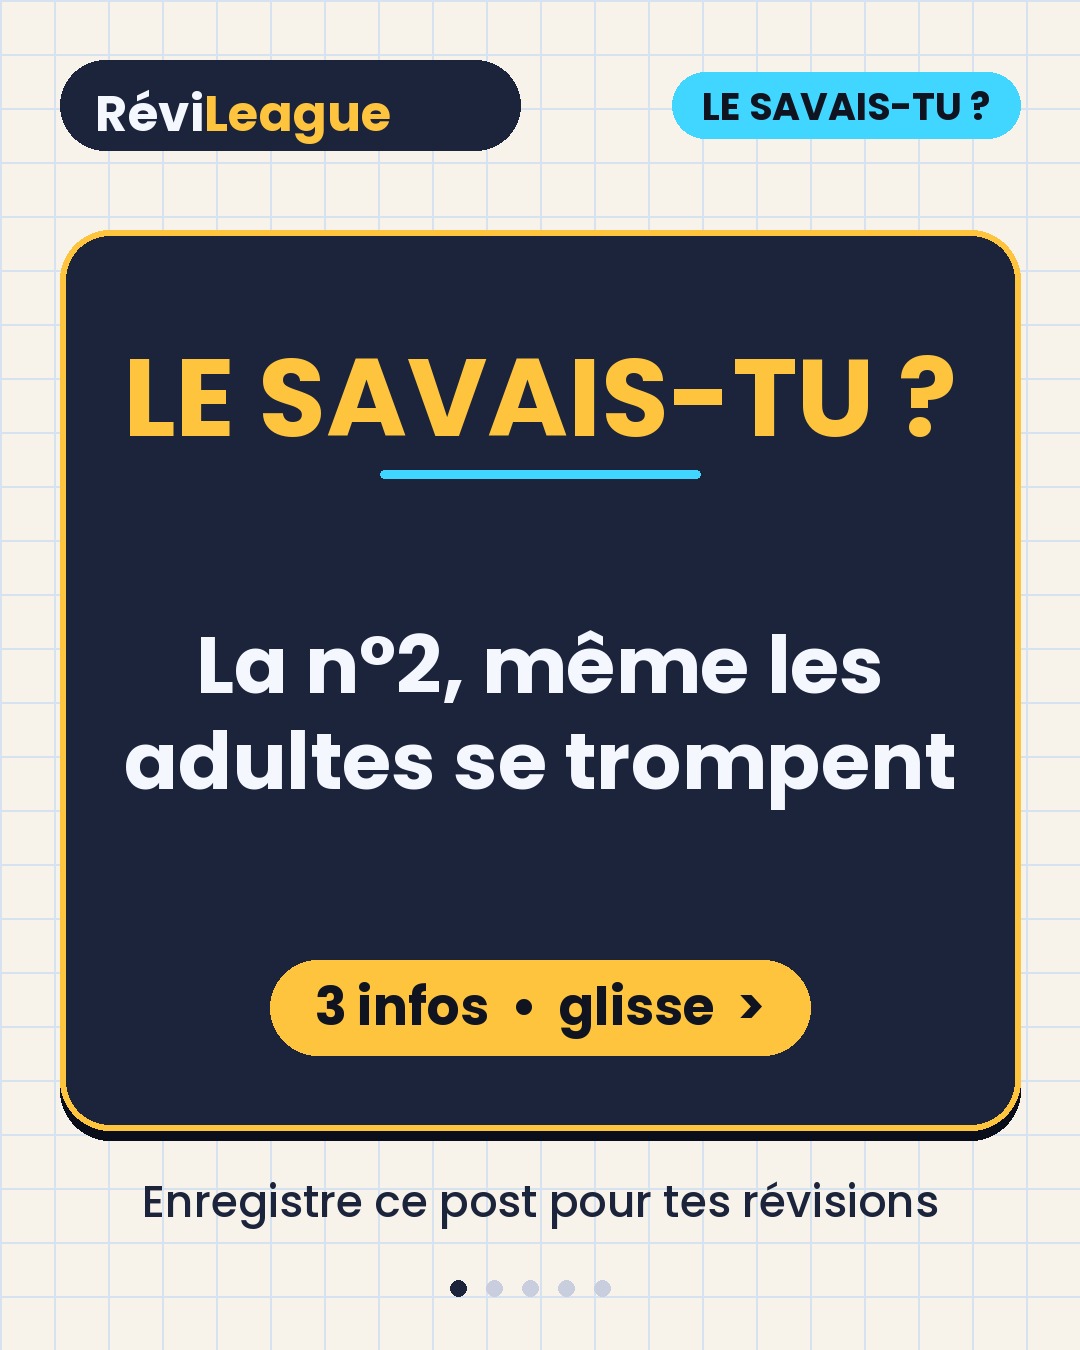 RéviLeague
LE SAVAIS-TU ?
LE SAVAIS-TU ?
La n°2, même les
adultes se trompent
3 infos • glisse >
Enregistre ce post pour tes révisions